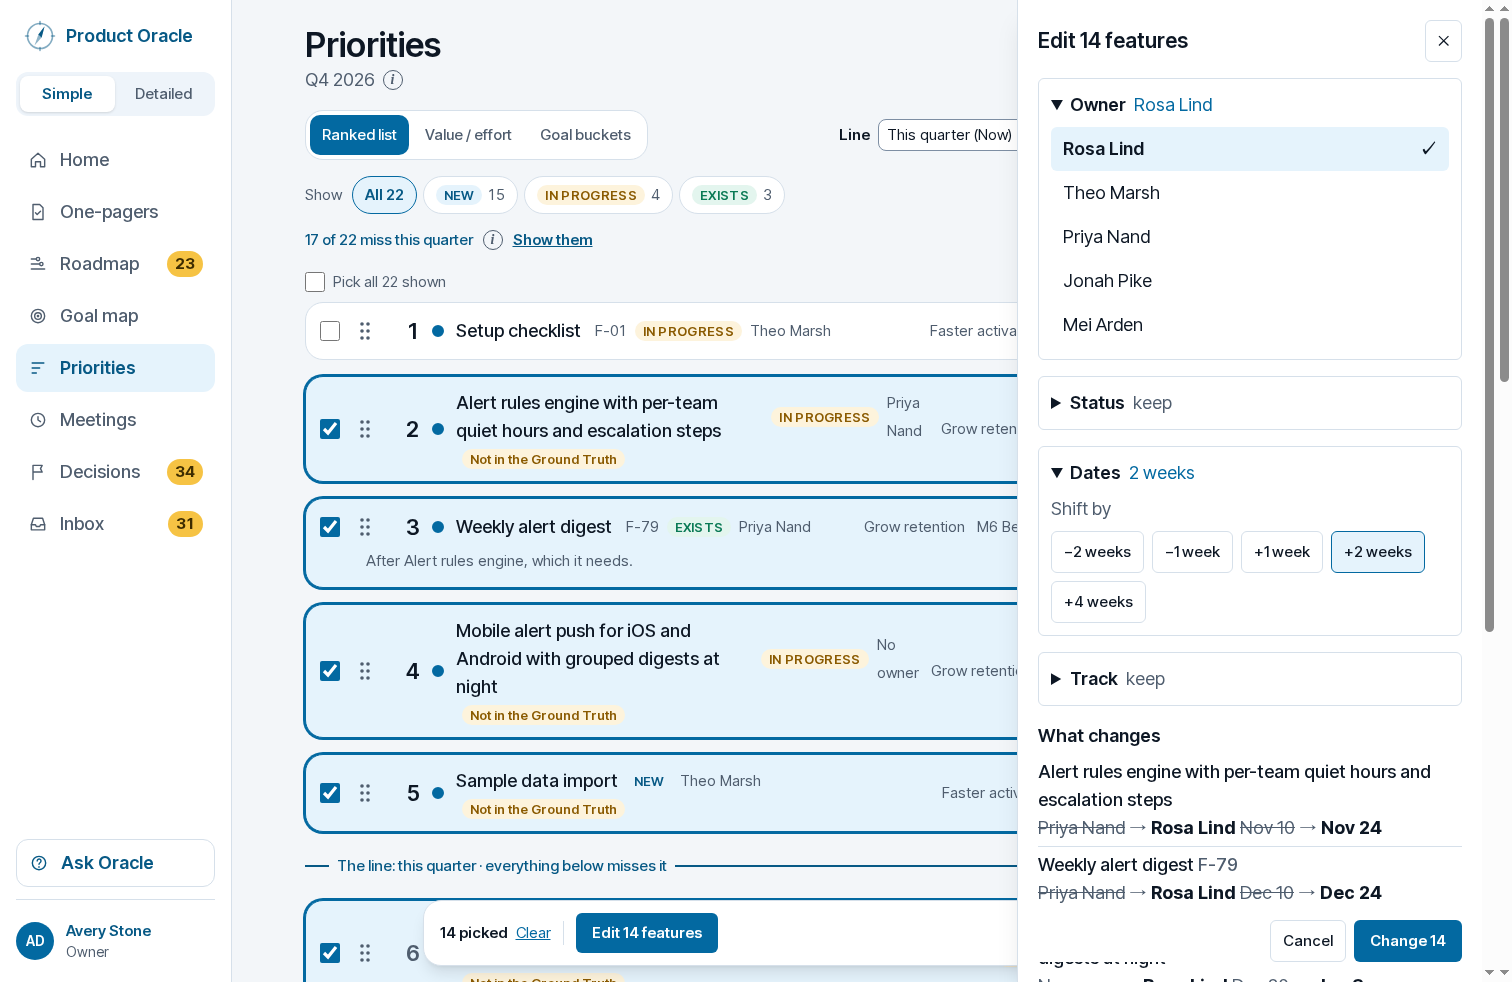 Product Oracle
Simple
Detailed
Home
One-pagers
Roadmap 23
Goal map
Priorities
Meetings
Decisions 34
Inbox 31
Ask Oracle
AD
Avery Stone
Owner
Priorities
Q4 2026 i
Ranked list
Value / effort
Goal buckets
Line This quarter (Now)
Show All 22 NEW 15 IN PROGRESS 4 EXISTS 3
17 of 22 miss this quarter i Show them
Pick all 22 shown
1 Setup checklist F-01 IN PROGRESS Theo Marsh Faster activa
2 Alert rules engine with per-team quiet hours and escalation steps
Not in the Ground Truth
IN PROGRESS
Priya Nand
Grow reten
3 Weekly alert digest F-79 EXISTS Priya Nand Grow retention M6 Be
After Alert rules engine, which it needs.
4 Mobile alert push for iOS and Android with grouped digests at night
Not in the Ground Truth
IN PROGRESS
No owner
Grow retentio
5 Sample data import NEW Theo Marsh Faster activ
Not in the Ground Truth
The line: this quarter · everything below misses it
6
14 picked Clear Edit 14 features
Not in the Ground Truth
Edit 14 features
Owner Rosa Lind
Rosa Lind ✓
Theo Marsh
Priya Nand
Jonah Pike
Mei Arden
Status keep
Dates 2 weeks
Shift by
−2 weeks
−1 week
+1 week
+2 weeks
+4 weeks
Track keep
What changes
Alert rules engine with per-team quiet hours and
escalation steps
Priya Nand → Rosa Lind Nov 10 → Nov 24
Weekly alert digest F-79
Priya Nand → Rosa Lind Dec 10 → Dec 24
digests at night
Cancel
Change 14